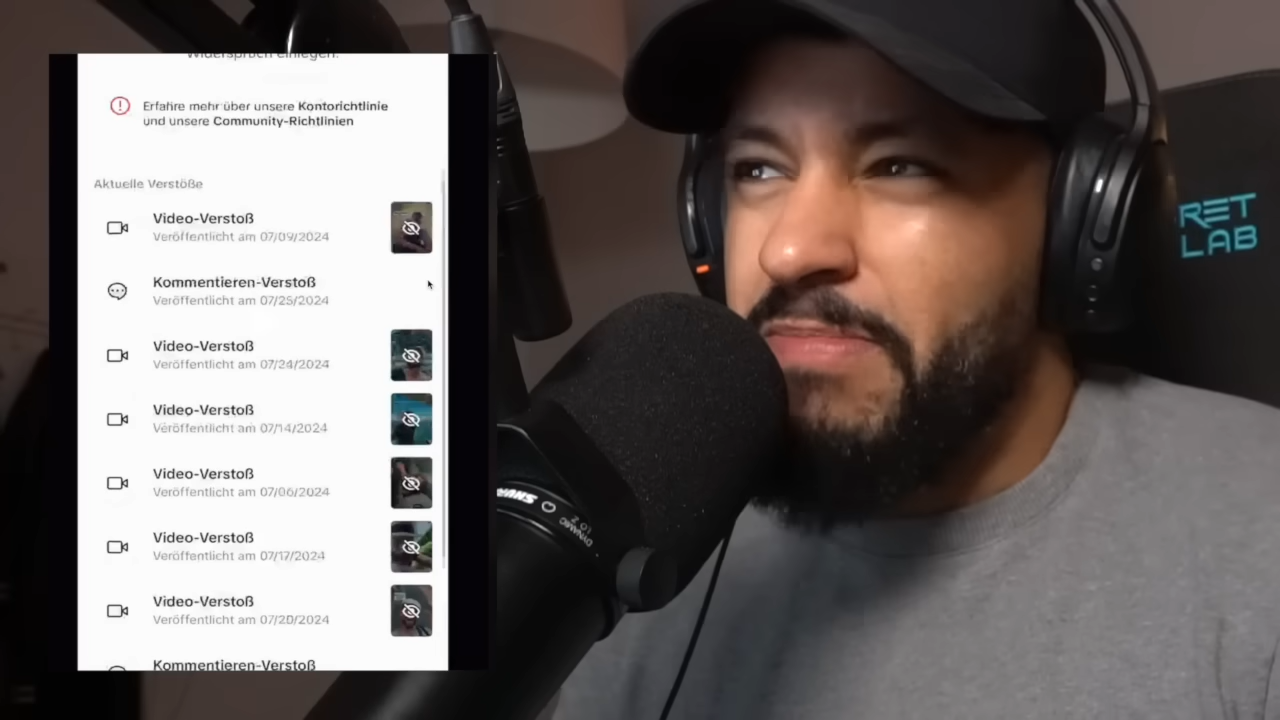 Widerspruch einlegen.
Erfahre mehr über unsere Kontorichtlinie
und unsere Community-Richtlinien
Aktuelle Verstöße
Video-Verstoß
Veröffentlicht am 07/09/2024
Kommentieren-Verstoß
Veröffentlicht am 07/25/2024
Video-Verstoß
Veröffentlicht am 07/24/2024
Video-Verstoß
Veröffentlicht am 07/14/2024
Video-Verstoß
Veröffentlicht am 07/06/2024
Video-Verstoß
Veröffentlicht am 07/17/2024
Video-Verstoß
Veröffentlicht am 07/20/2024
Kommentieren-Verstoß
RET
LAB